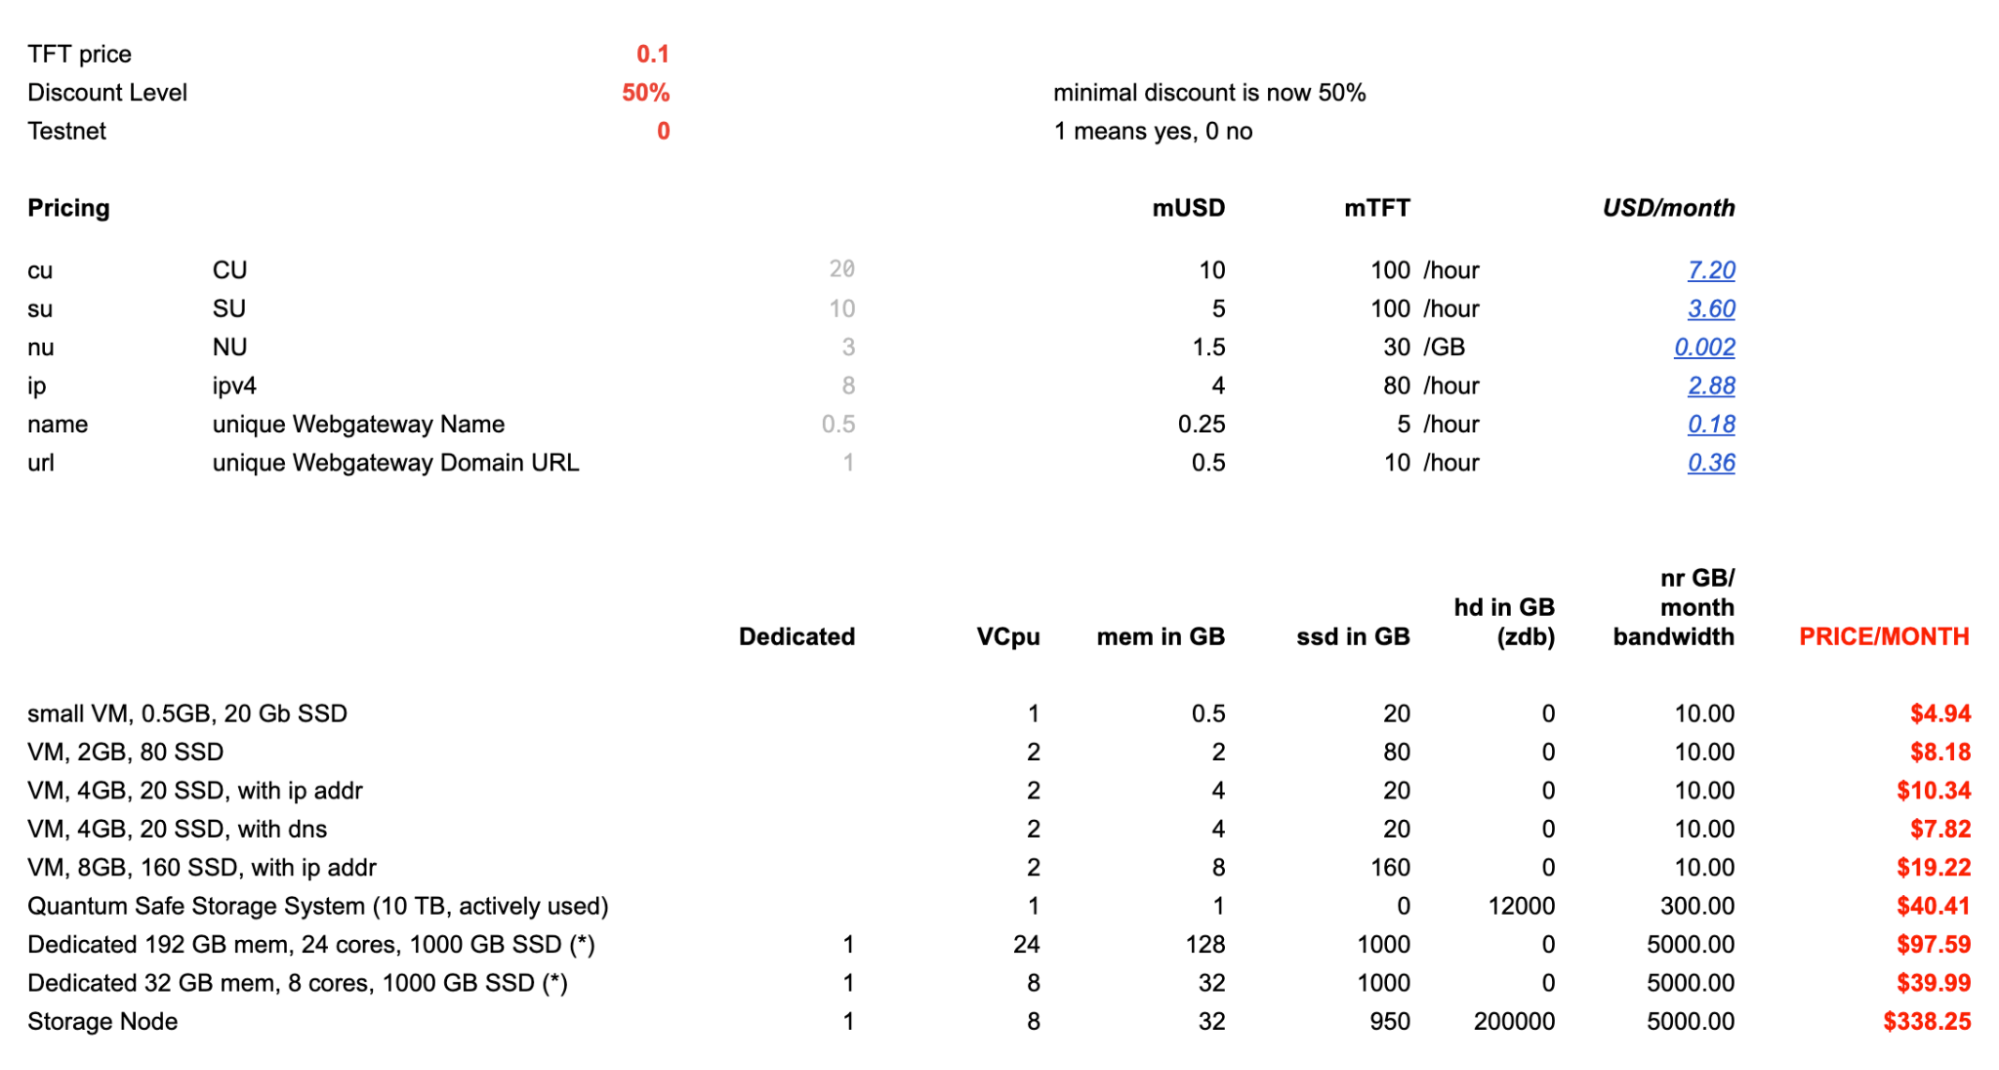 TFT price 0.1
Discount Level 50% minimal discount is now 50%
Testnet 0 1 means yes, 0 no
Pricing mUSD mTFT USD/month
cu CU 20 10 100 /hour 7.20
su SU 10 5 100 /hour 3.60
nu NU 3 1.5 30 /GB 0.002
ip ipv4 8 4 80 /hour 2.88
name unique Webgateway Name 0.5 0.25 5 /hour 0.18
url unique Webgateway Domain URL 1 0.5 10 /hour 0.36
nr GB/
hd in GB month
Dedicated VCpu mem in GB ssd in GB (zdb) bandwidth PRICE/MONTH
small VM, 0.5GB, 20 Gb SSD 1 0.5 20 0 10.00 $4.94
VM, 2GB, 80 SSD 2 2 80 0 10.00 $8.18
VM, 4GB, 20 SSD, with ip addr 2 4 20 0 10.00 $10.34
VM, 4GB, 20 SSD, with dns 2 4 20 0 10.00 $7.82
VM, 8GB, 160 SSD, with ip addr 2 8 160 0 10.00 $19.22
Quantum Safe Storage System (10 TB, actively used) 1 1 0 12000 300.00 $40.41
Dedicated 192 GB mem, 24 cores, 1000 GB SSD (*) 1 24 128 1000 0 5000.00 $97.59
Dedicated 32 GB mem, 8 cores, 1000 GB SSD (*) 1 8 32 1000 0 5000.00 $39.99
Storage Node 1 8 32 950 200000 5000.00 $338.25